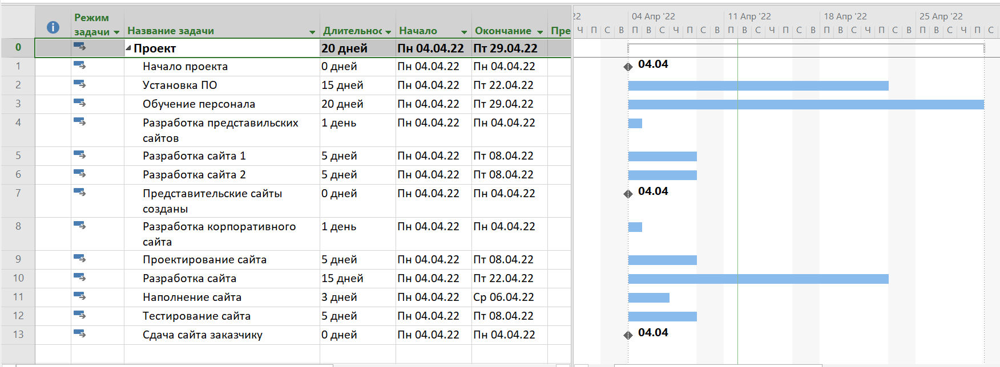 Режим задачи Название задачи Длительнос Начало Окончание Пре
22 04 Апр '22 11 Апр '22 18 Апр '22 25 Апр '22
Ч П С В П В С Ч П С В П В С Ч П С В П В С Ч П С В П В С Ч П С
0 Проект 20 дней Пн 04.04.22 Пт 29.04.22
1 Начало проекта 0 дней Пн 04.04.22 Пн 04.04.22 04.04
2 Установка ПО 15 дней Пн 04.04.22 Пт 22.04.22
3 Обучение персонала 20 дней Пн 04.04.22 Пт 29.04.22
4 Разработка представильских 1 день Пн 04.04.22 Пн 04.04.22
сайтов
5 Разработка сайта 1 5 дней Пн 04.04.22 Пт 08.04.22
6 Разработка сайта 2 5 дней Пн 04.04.22 Пт 08.04.22
7 Представительские сайты 0 дней Пн 04.04.22 Пн 04.04.22 04.04
созданы
8 Разработка корпоративного 1 день Пн 04.04.22 Пн 04.04.22
сайта
9 Проектирование сайта 5 дней Пн 04.04.22 Пт 08.04.22
10 Разработка сайта 15 дней Пн 04.04.22 Пт 22.04.22
11 Наполнение сайта 3 дней Пн 04.04.22 Ср 06.04.22
12 Тестирование сайта 5 дней Пн 04.04.22 Пт 08.04.22
13 Сдача сайта заказчику 0 дней Пн 04.04.22 Пн 04.04.22 04.04